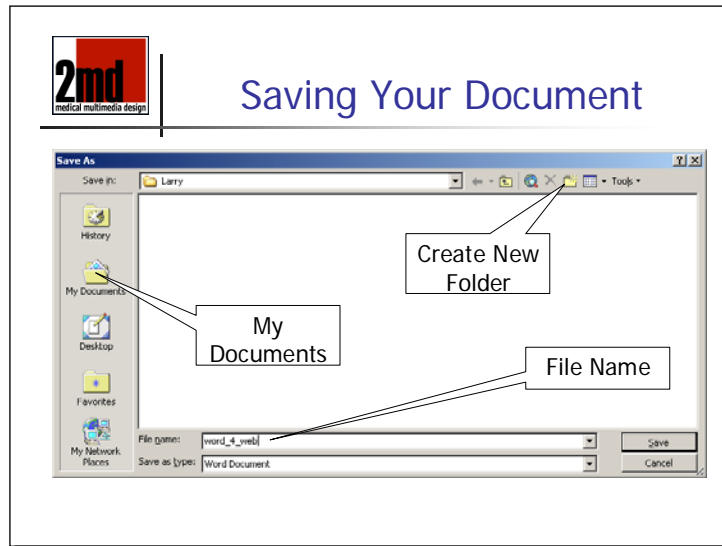 2md
medical multimedia design
Saving Your Document
Save As
Save in:
Larry
Tools
History
My Documents
Desktop
Favorites
My Network
Places
Create New
Folder
My
Documents
File Name
File name:
word_4_web
Save
Save as type:
Word Document
Cancel